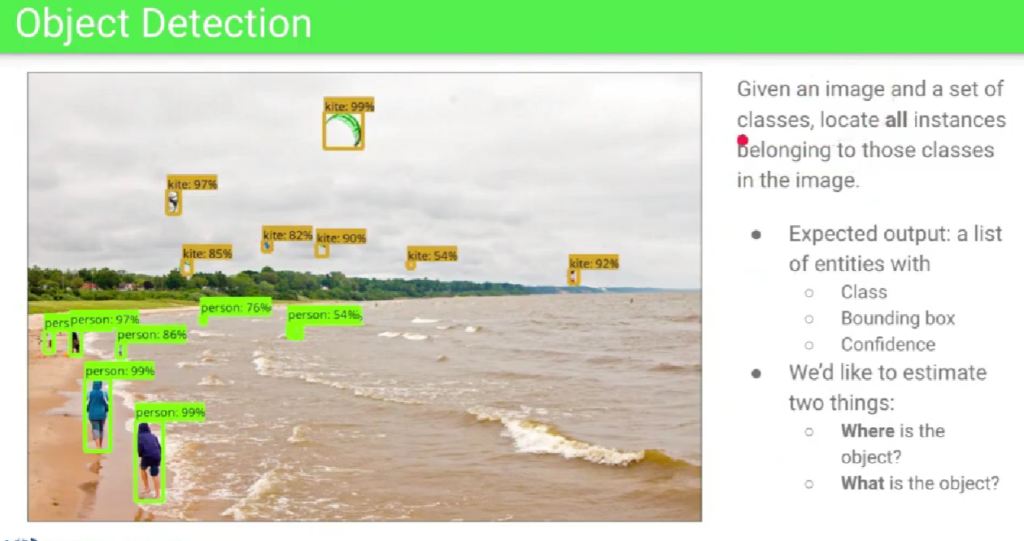 Object Detection
kite: 99%
kite: 97%
kite: 82%
kite: 90%
kite: 85%
kite: 54%
kite: 92%
person: 76%
person: 54%
person: 97%
person: 86%
person: 99%
person: 99%
Given an image and a set of
classes, locate all instances
belonging to those classes
in the image.
● Expected output: a list
of entities with
○ Class
○ Bounding box
○ Confidence
● We'd like to estimate
two things:
○ Where is the
object?
○ What is the object?